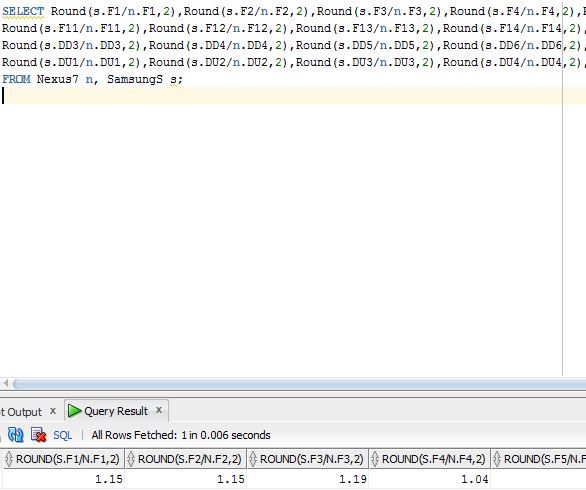 SELECT Round(s.F1/n.F1,2),Round(s.F2/n.F2,2),Round(s.F3/n.F3,2),Round(s.F4/n.F4,2),
Round(s.F11/n.F11,2),Round(s.F12/n.F12,2),Round(s.F13/n.F13,2),Round(s.F14/n.F14,2)
Round(s.DD3/n.DD3,2),Round(s.DD4/n.DD4,2),Round(s.DD5/n.DD5,2),Round(s.DD6/n.DD6,2)
Round(s.DU1/n.DU1,2),Round(s.DU2/n.DU2,2),Round(s.DU3/n.DU3,2),Round(s.DU4/n.DU4,2)
FROM Nexus7 n, SamsungS s;
Output x Query Result x
SQL | All Rows Fetched: 1 in 0.006 seconds
ROUND(S.F1/N.F1,2) ROUND(S.F2/N.F2,2) ROUND(S.F3/N.F3,2) ROUND(S.F4/N.F4,2) ROUND(S.F5/N.F
1.15 1.15 1.19 1.04